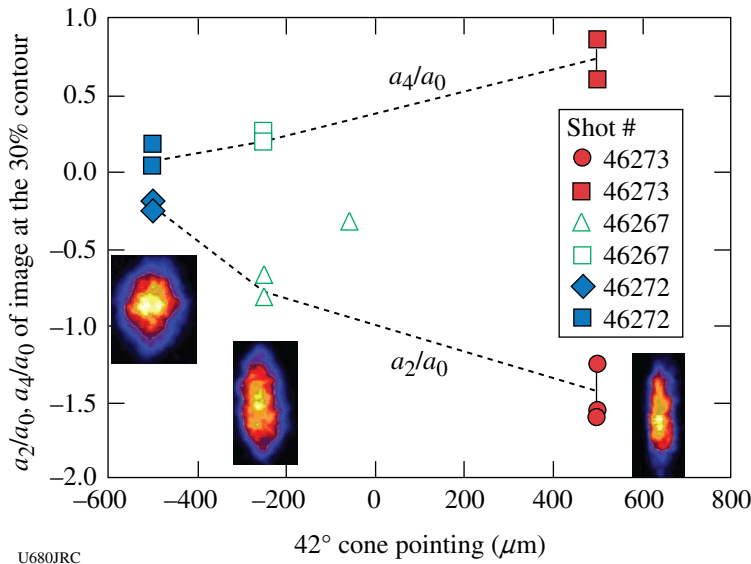 a2/a0, a4/a0 of image at the 30% contour
1.0
0.5
0.0
−0.5
−1.0
−1.5
−2.0
a4/a0
a2/a0
Shot #
46273
46273
46267
46267
46272
46272
−600 −400 −200 0 200 400 600 800
42° cone pointing (μm)
U680JRC